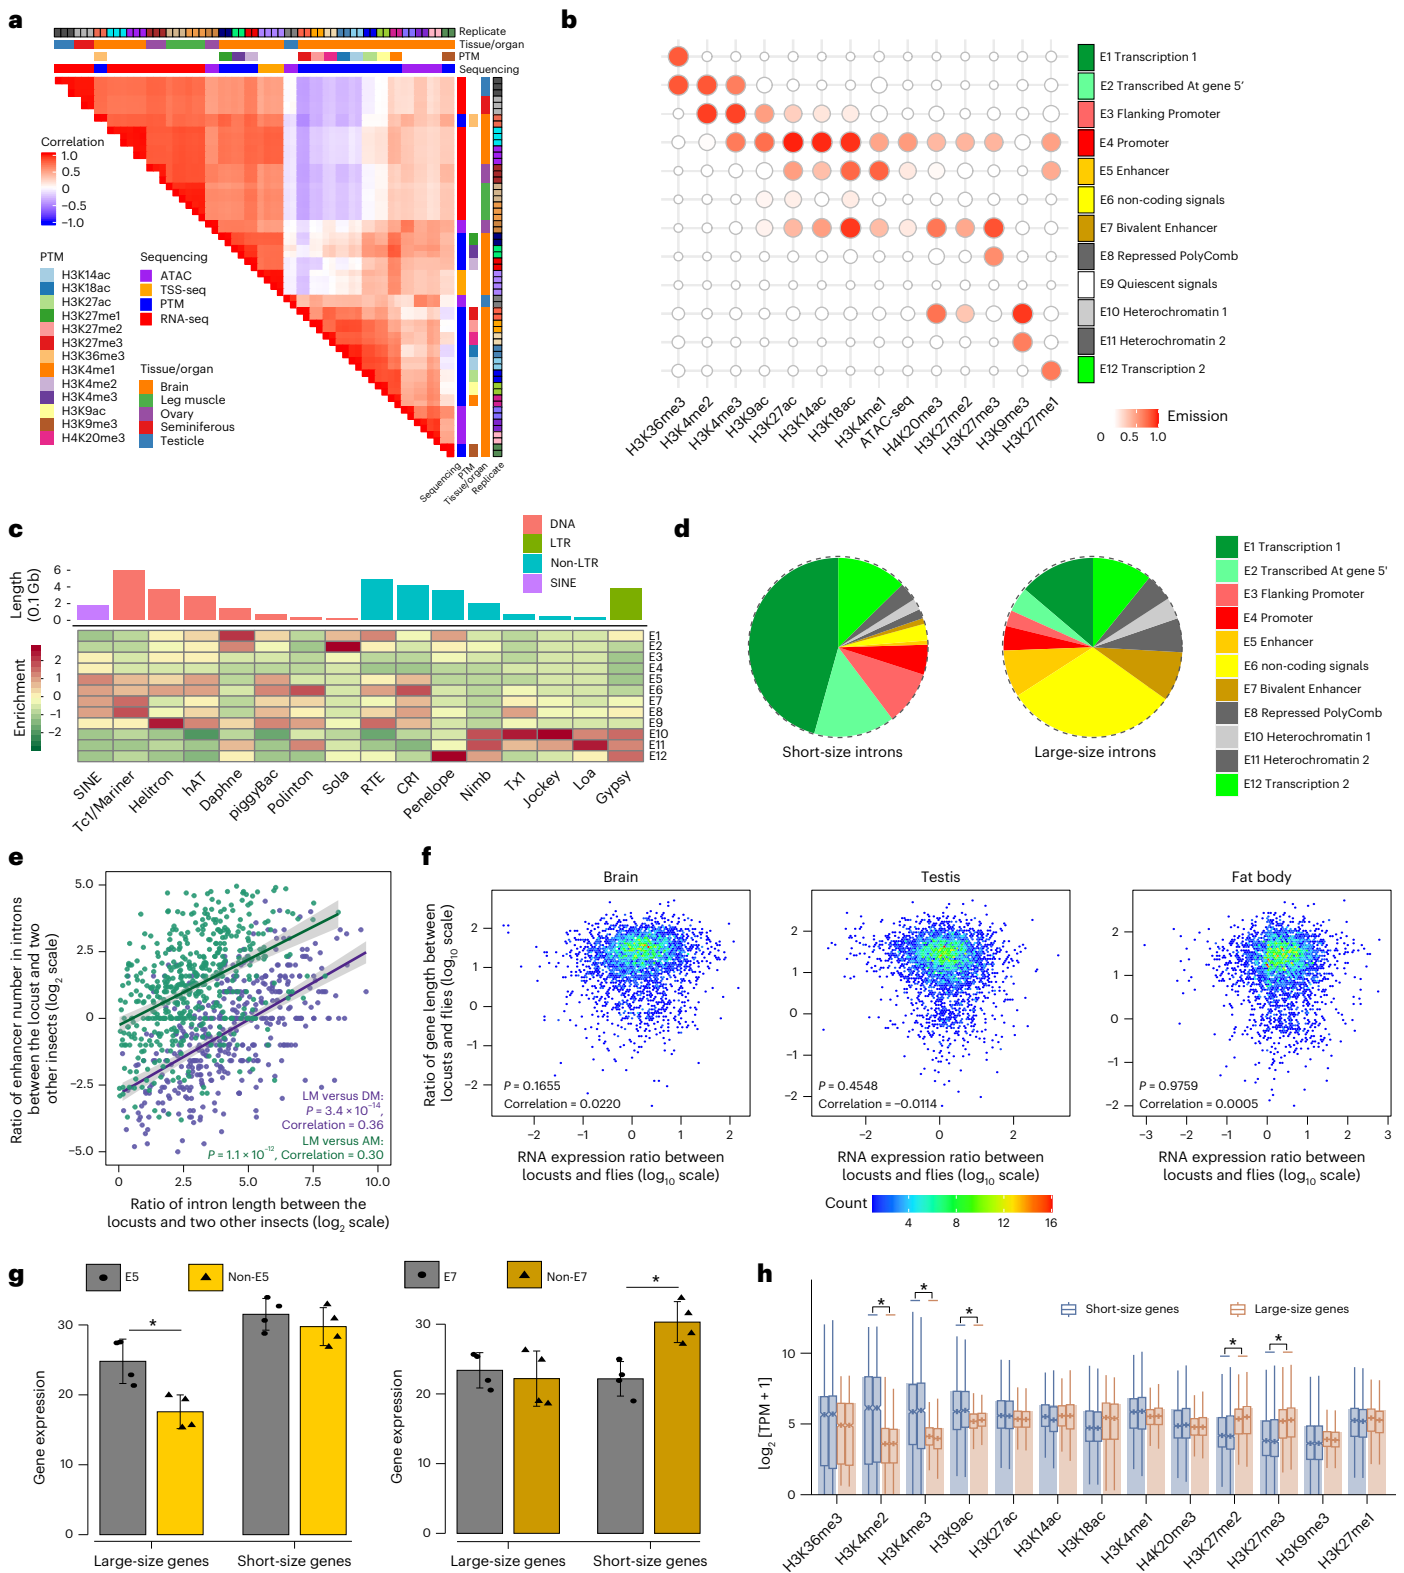 a
Replicate
Tissue/organ
PTM
Sequencing
Correlation
1.0
0.5
0
−0.5
−1.0
PTM
H3K14ac
H3K18ac
H3K27ac
H3K27me1
H3K27me2
H3K27me3
H3K36me3
H3K4me1
H3K4me2
H3K4me3
H3K9ac
H3K9me3
H4K20me3
Sequencing
ATAC
TSS-seq
PTM
RNA-seq
Tissue/organ
Brain
Leg muscle
Ovary
Seminiferous
Testicle
Sequencing
PTM
Tissue/organ
Replicate
b
E1 Transcription 1
E2 Transcribed At gene 5′
E3 Flanking Promoter
E4 Promoter
E5 Enhancer
E6 non-coding signals
E7 Bivalent Enhancer
E8 Repressed PolyComb
E9 Quiescent signals
E10 Heterochromatin 1
E11 Heterochromatin 2
E12 Transcription 2
H3K36me3
H3K4me2
H3K4me3
H3K9ac
H3K27ac
H3K14ac
H3K18ac
H3K4me1
ATAC-seq
H4K20me3
H3K27me2
H3K27me3
H3K9me3
H3K27me1
Emission
0 0.5 1.0
c
DNA
LTR
Non-LTR
SINE
Length
(0.1 Gb)
6
4
2
0
Enrichment
2
1
0
−1
−2
E1
E2
E3
E4
E5
E6
E7
E8
E9
E10
E11
E12
SINE
Tc1/Mariner
Helitron
hAT
Daphne
piggyBac
Polinton
Sola
RTE
CR1
Penelope
Nimb
Tx1
Jockey
Loa
Gypsy
d
Short-size introns
Large-size introns
E1 Transcription 1
E2 Transcribed At gene 5′
E3 Flanking Promoter
E4 Promoter
E5 Enhancer
E6 non-coding signals
E7 Bivalent Enhancer
E8 Repressed PolyComb
E10 Heterochromatin 1
E11 Heterochromatin 2
E12 Transcription 2
e
Ratio of enhancer number in introns
between the locust and two
other insects (log2 scale)
5.0
2.5
0
−2.5
−5.0
LM versus DM:
P = 3.4 × 10−14,
Correlation = 0.36
LM versus AM:
P = 1.1 × 10−12, Correlation = 0.30
0 2.5 5.0 7.5 10.0
Ratio of intron length between the
locusts and two other insects (log2 scale)
f
Ratio of gene length between
locusts and flies (log10 scale)
Brain
2
1
0
−1
−2
P = 0.1655
Correlation = 0.0220
−2 −1 0 1 2
RNA expression ratio between
locusts and flies (log10 scale)
Testis
2
1
0
−1
−2
P = 0.4548
Correlation = −0.0114
−2 0 2
RNA expression ratio between
locusts and flies (log10 scale)
Fat body
2
1
0
−1
−2
P = 0.9759
Correlation = 0.0005
−3 −2 −1 0 1 2 3
RNA expression ratio between
locusts and flies (log10 scale)
Count
4 8 12 16
g
E5
Non-E5
Gene expression
30
20
10
0
*
Large-size genes
Short-size genes
E7
Non-E7
Gene expression
30
20
10
0
*
Large-size genes
Short-size genes
h
Short-size genes
Large-size genes
log2 [TPM + 1]
10
5
0
* * * * *
H3K36me3
H3K4me2
H3K4me3
H3K9ac
H3K27ac
H3K14ac
H3K18ac
H3K4me1
H4K20me3
H3K27me2
H3K27me3
H3K9me3
H3K27me1